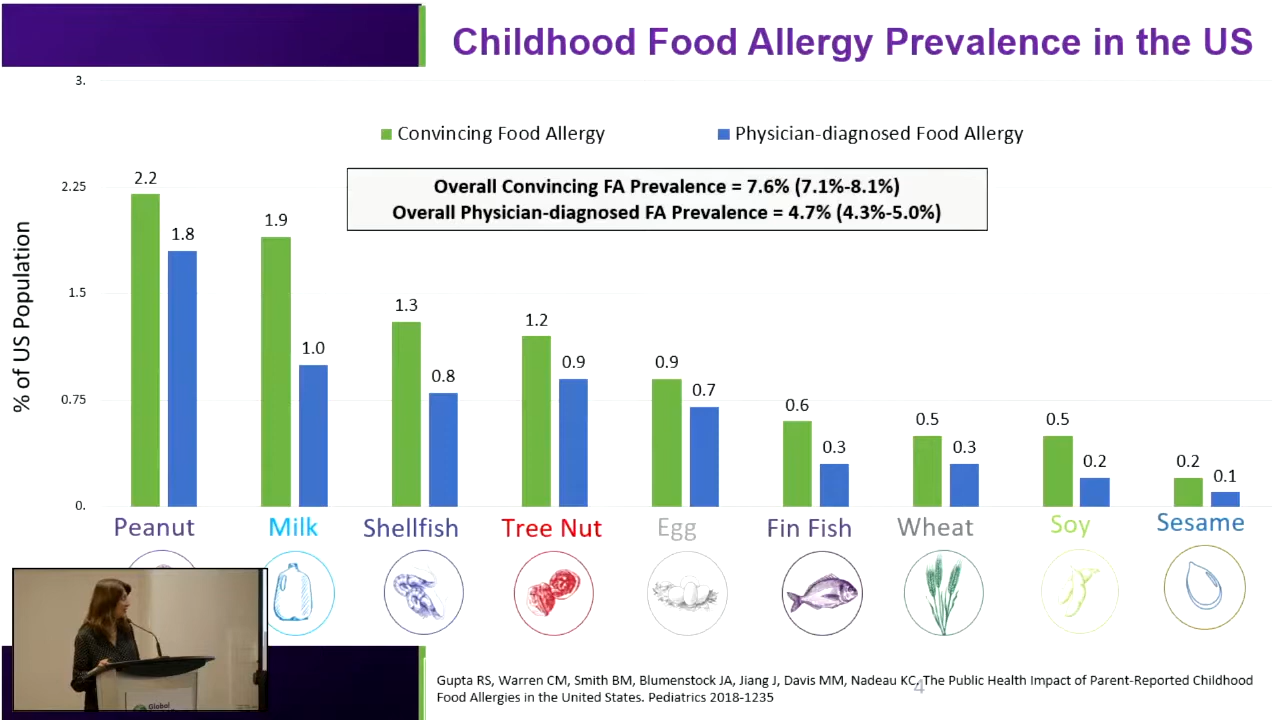 Childhood Food Allergy Prevalence in the US
3.
Convincing Food Allergy
Physician-diagnosed Food Allergy
Overall Convincing FA Prevalence = 7.6% (7.1%-8.1%)
Overall Physician-diagnosed FA Prevalence = 4.7% (4.3%-5.0%)
2.25
1.5
0.75
0.
% of US Population
2.2
1.8
1.9
1.0
1.3
0.8
1.2
0.9
0.9
0.7
0.6
0.3
0.5
0.3
0.5
0.2
0.2
0.1
Peanut
Milk
Shellfish
Tree Nut
Egg
Fin Fish
Wheat
Soy
Sesame
Global
Gupta RS, Warren CM, Smith BM, Blumenstock JA, Jiang J, Davis MM, Nadeau KC. The Public Health Impact of Parent-Reported Childhood
Food Allergies in the United States. Pediatrics 2018-1235
4